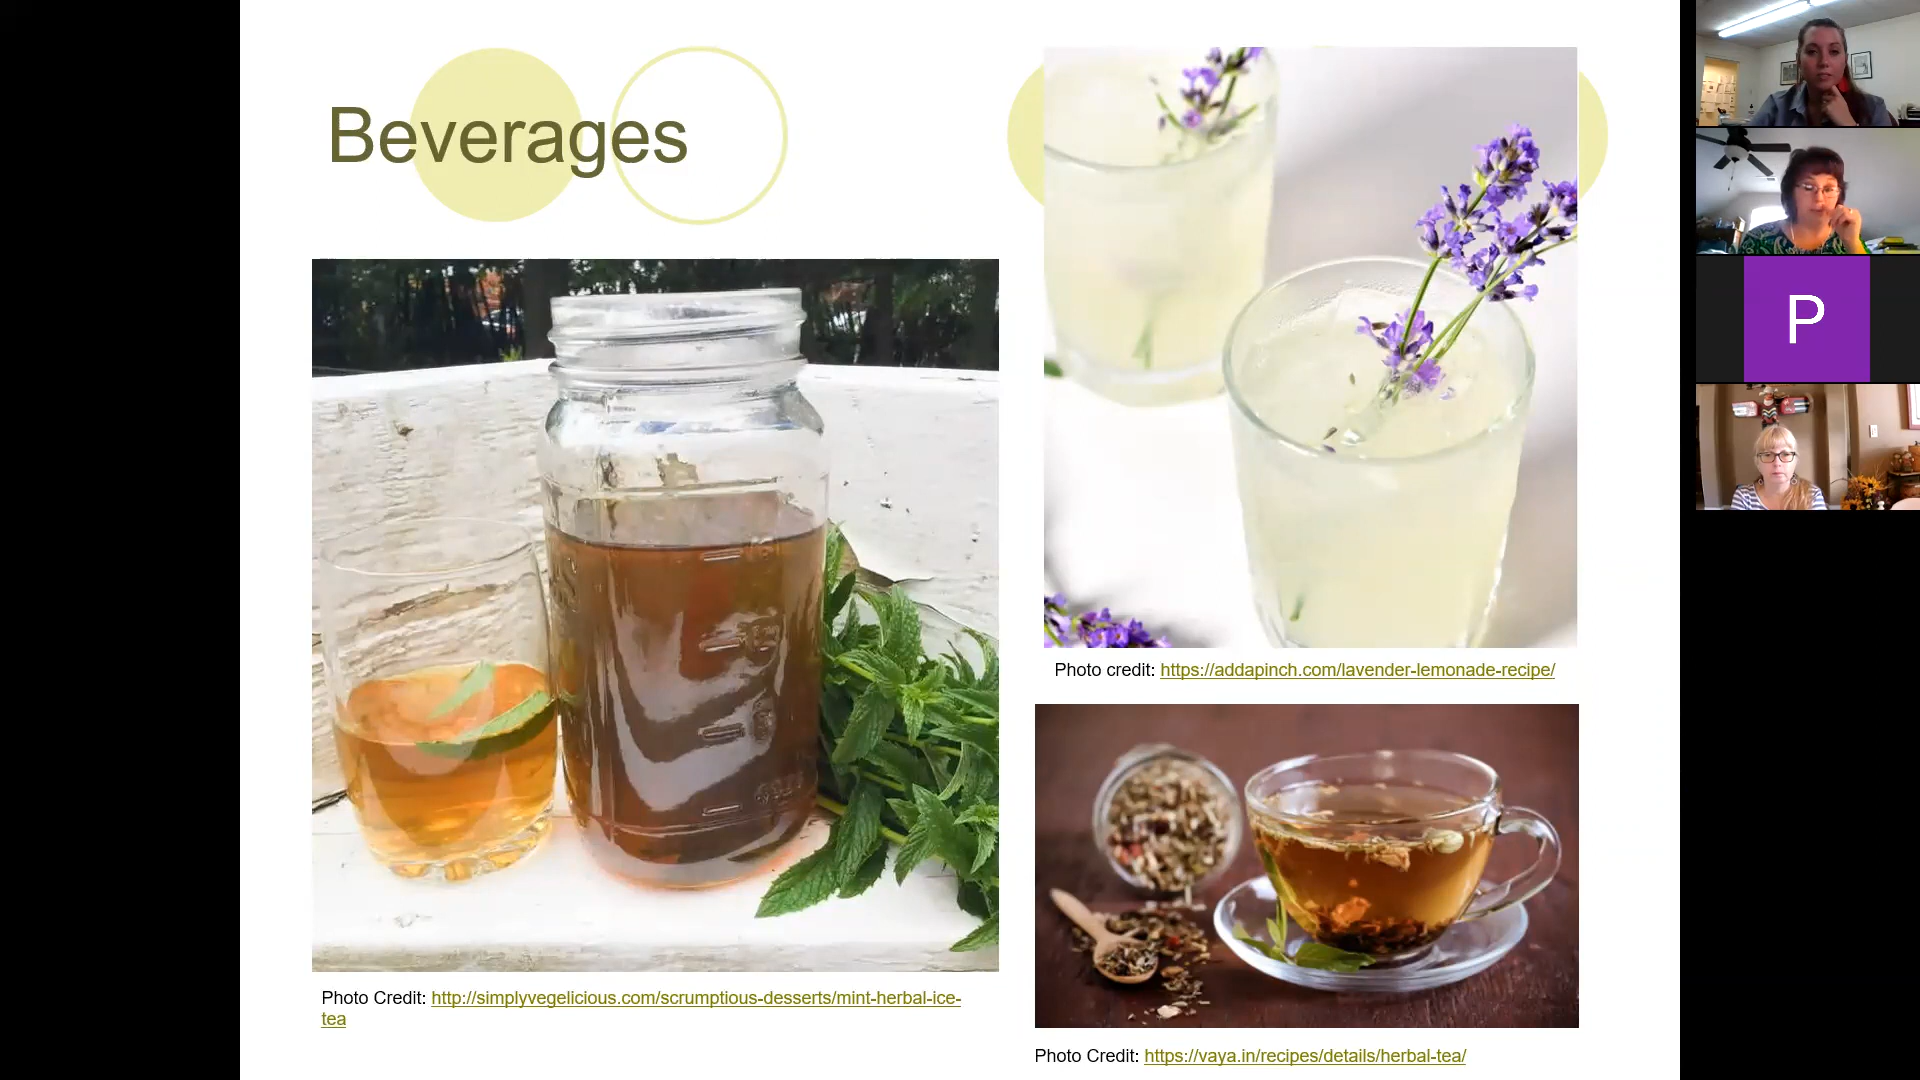 Beverages
Photo credit: https://addapinch.com/lavender-lemonade-recipe/
Photo Credit: http://simplyvegelicious.com/scrumptious-desserts/mint-herbal-ice-
tea
Photo Credit: https://vaya.in/recipes/details/herbal-tea/
P